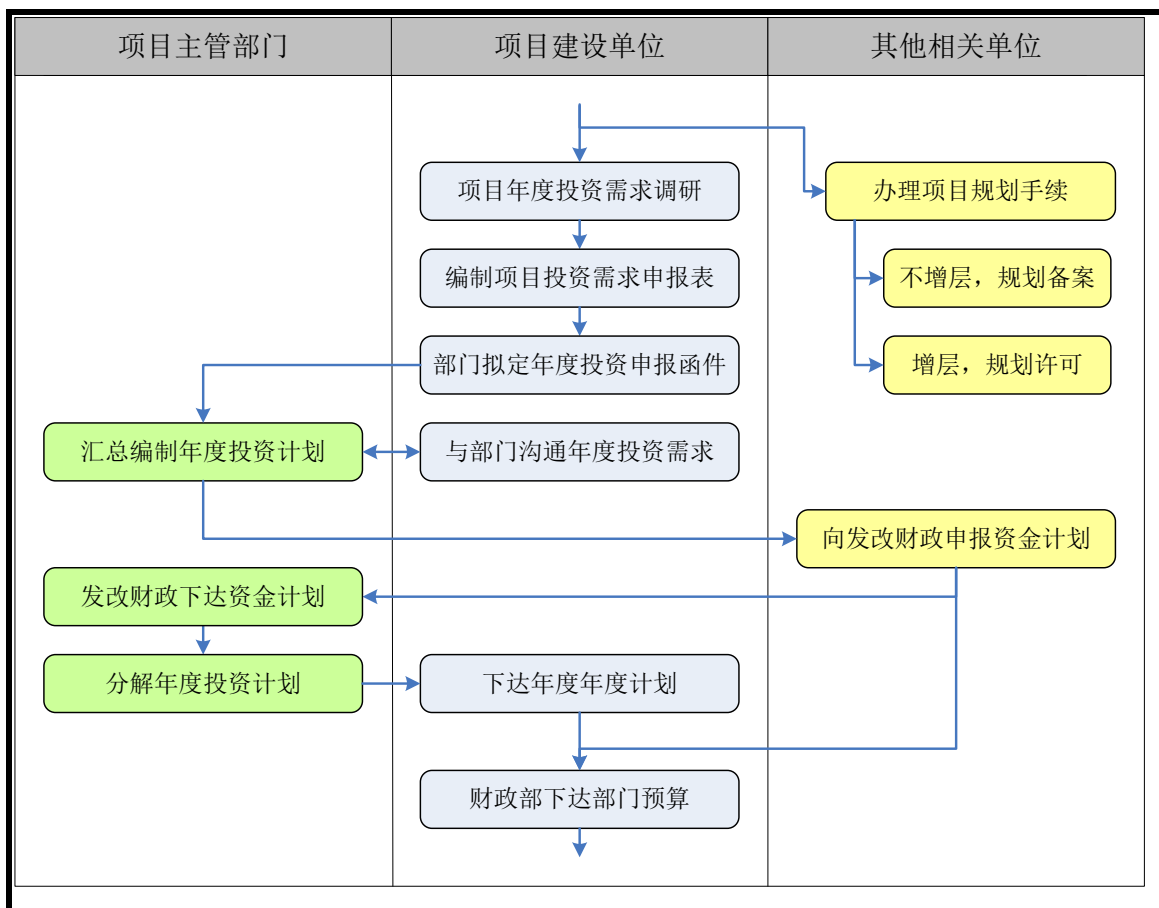 项目主管部门
项目建设单位
其他相关单位
项目年度投资需求调研
办理项目规划手续
编制项目投资需求申报表
不增层，规划备案
部门拟定年度投资申报函件
增层，规划许可
汇总编制年度投资计划
与部门沟通年度投资需求
向发改财政申报资金计划
发改财政下达资金计划
分解年度投资计划
下达年度年度计划
财政部下达部门预算